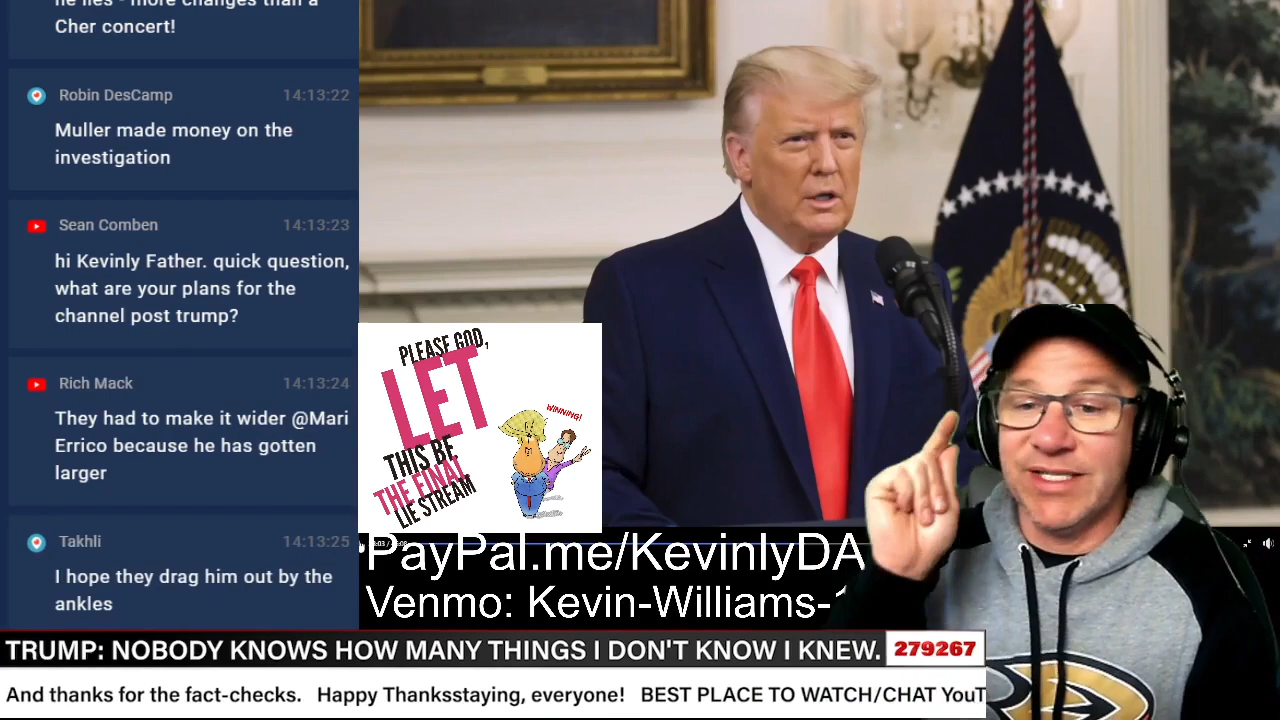 he lies - more changes than a
Cher concert!
Robin DesCamp
14:13:22
Muller made money on the
investigation
Sean Comben
14:13:23
hi Kevinly Father. quick question,
what are your plans for the
channel post trump?
Rich Mack
14:13:24
They had to make it wider @Mari
Errico because he has gotten
larger
Takhli
14:13:25
I hope they drag him out by the
ankles
PLEASE GOD,
LET
THIS BE
THE FINAL
LIE STREAM
WINNING!
PayPal.me/KevinlyDA
Venmo: Kevin-Williams-
TRUMP: NOBODY KNOWS HOW MANY THINGS I DON'T KNOW I KNEW.
279267
And thanks for the fact-checks. Happy Thanksstaying, everyone! BEST PLACE TO WATCH/CHAT YouT